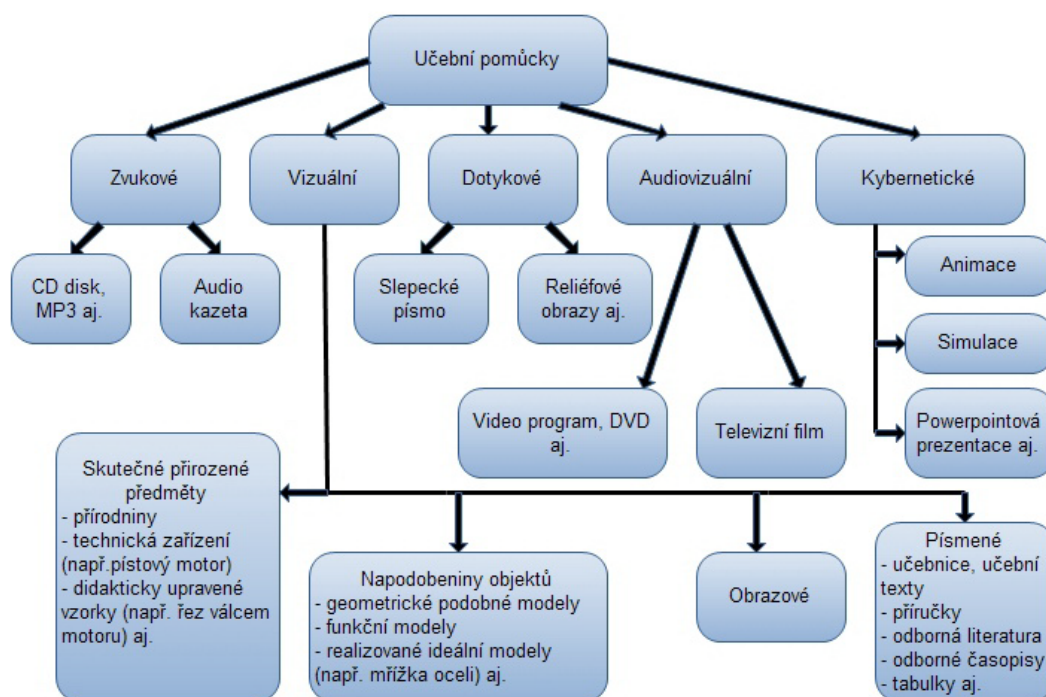 Učební pomůcky
Zvukové
Vizuální
Dotykové
Audiovizuální
Kybernetické
CD disk,
MP3 aj.
Audio
kazeta
Slepecké
písmo
Reliéfové
obrazy aj.
Animace
Simulace
Powerpointová
prezentace aj.
Video program, DVD
aj.
Televizní film
Skutečné přirozené
předměty
- přírodniny
- technická zařízení
(např.pístový motor)
- didakticky upravené
vzorky (např. řez válcem
motoru) aj.
Napodobeniny objektů
- geometrické podobné modely
- funkční modely
- realizované ideální modely
(např. mřížka oceli) aj.
Obrazové
Písmené
- učebnice, učební
texty
- příručky
- odborná literatura
- odborné časopisy
- tabulky aj.